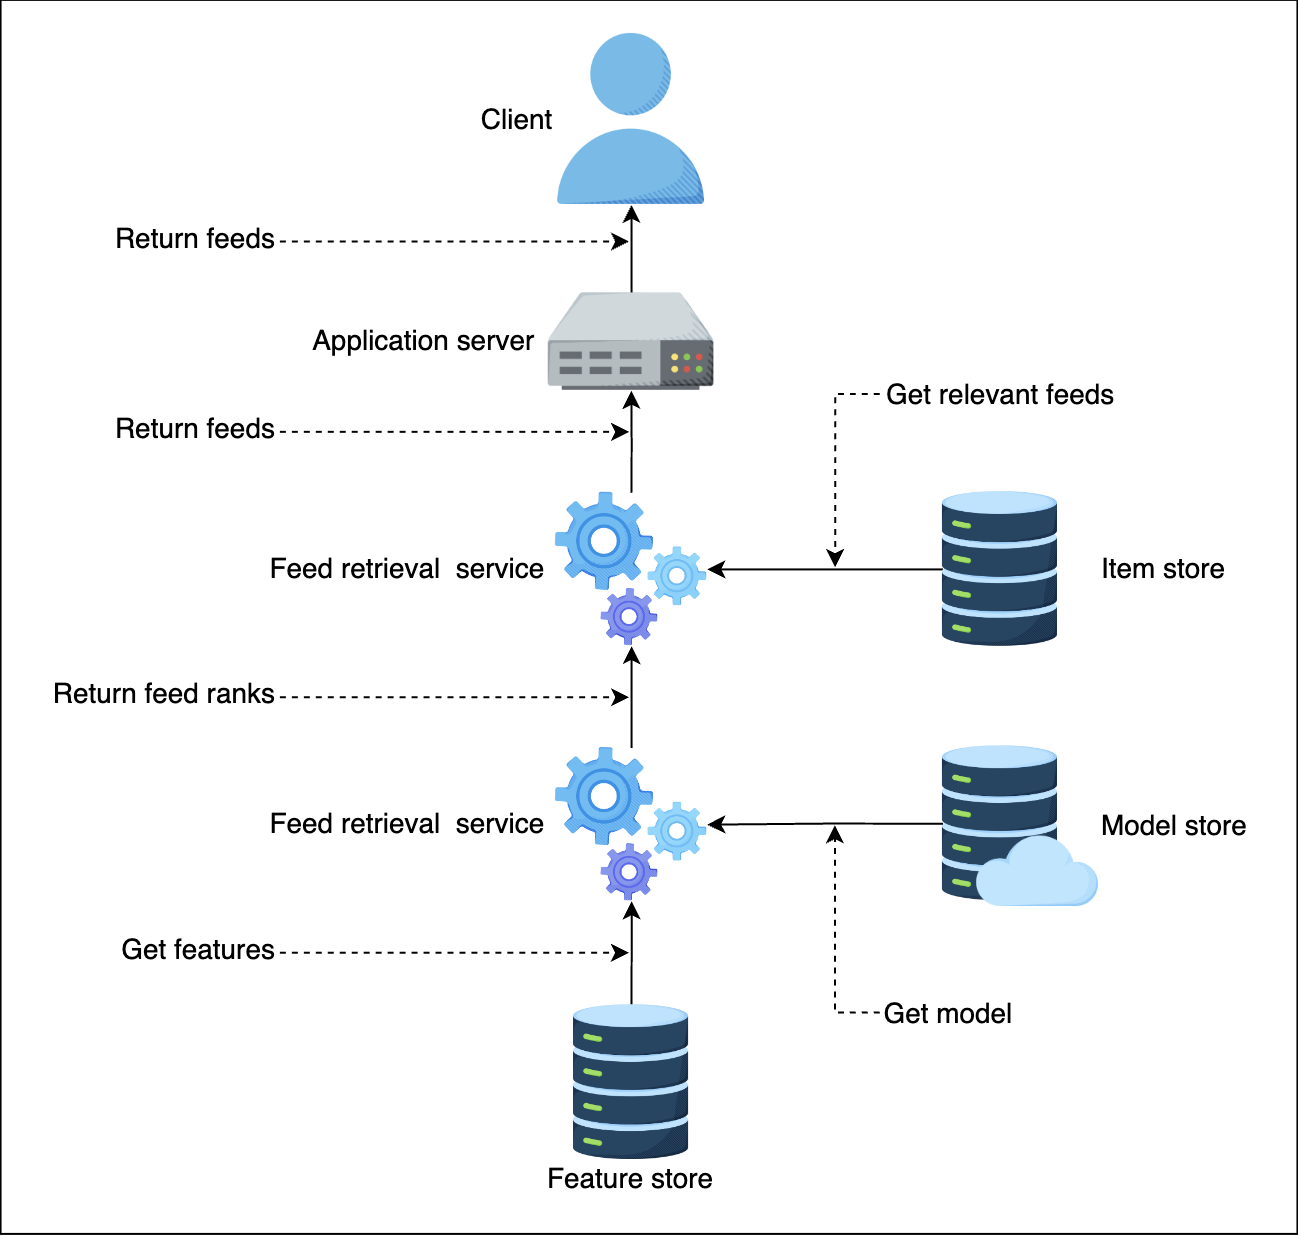 Client
Return feeds
Application server
Get relevant feeds
Return feeds
Feed retrieval  service
Item store
Return feed ranks
Feed retrieval  service
Model store
Get features
Get model
Feature store